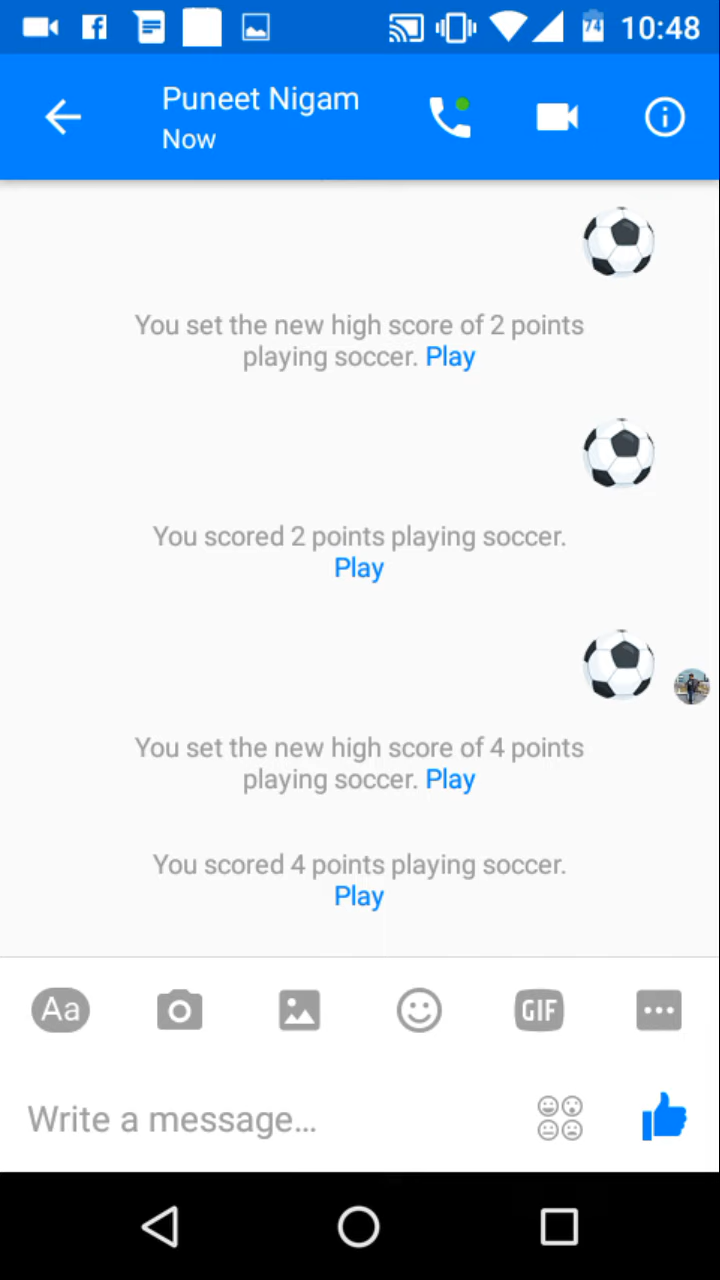 74 10:48
Puneet Nigam
Now
You set the new high score of 2 points
playing soccer. Play
You scored 2 points playing soccer.
Play
You set the new high score of 4 points
playing soccer. Play
You scored 4 points playing soccer.
Play
Aa GIF
Write a message...